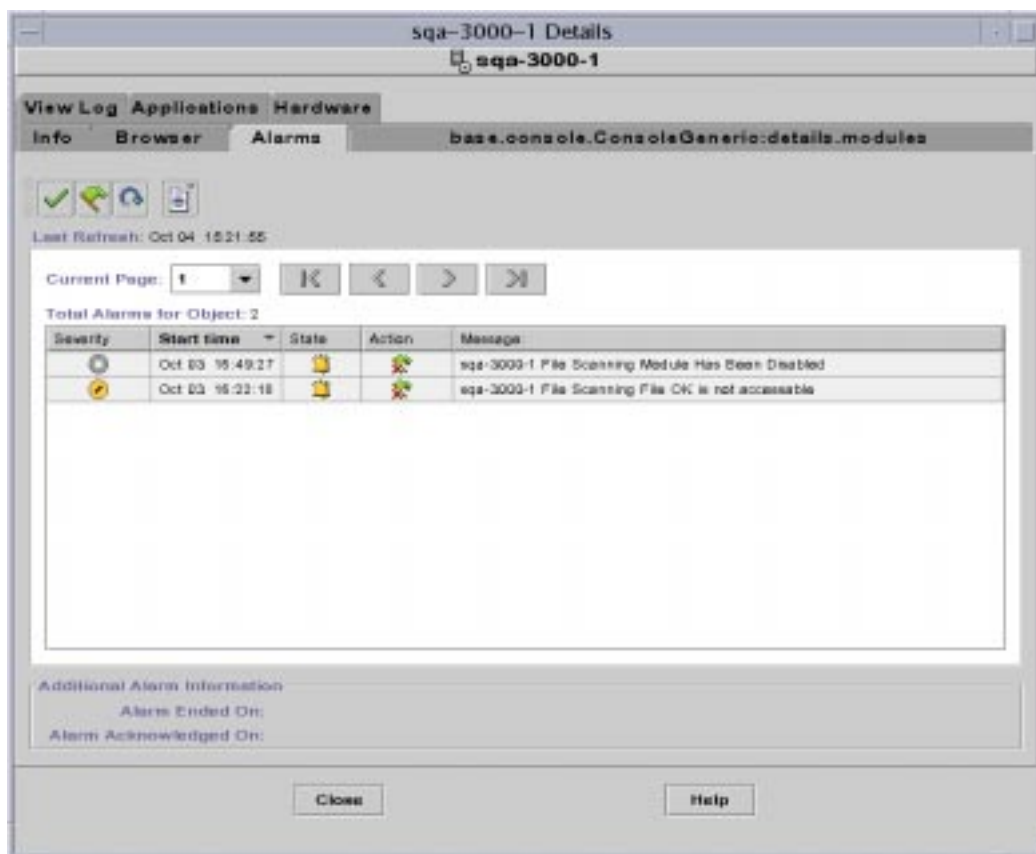 sqa-3000-1 Details
sqa-3000-1
View Log Applications Hardware
Info Browser Alarms base.console.ConsoleGeneric:details.modules
Last Refresh: Oct 04 15:21:55
Current Page: 1
Total Alarms for Object: 2
Severity Start time State Action Message
Oct 03 16:49:27 sqa-3000-1 File Scanning Module Has Been Disabled
Oct 03 16:22:18 sqa-3000-1 File Scanning File OK is not accessable
Additional Alarm Information
Alarm Ended On:
Alarm Acknowledged On:
Close Help